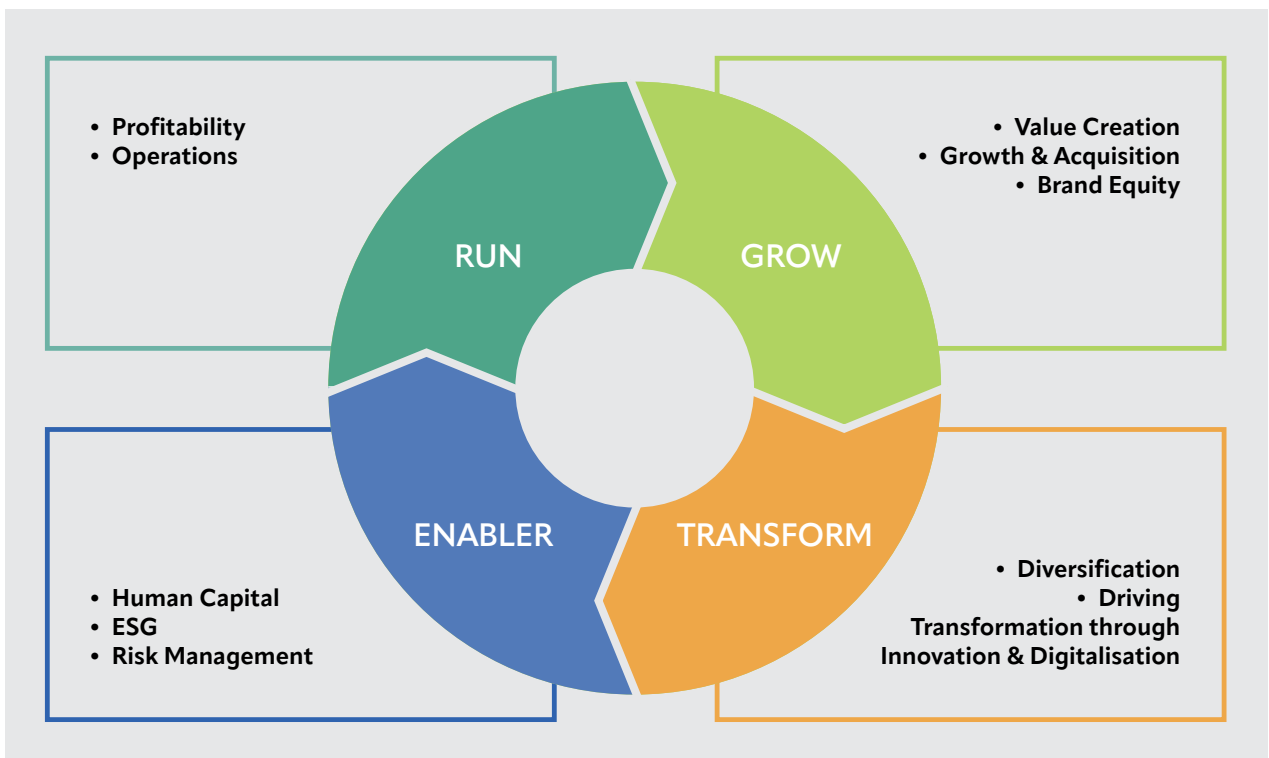 • Profitability
• Operations
RUN
• Value Creation
• Growth & Acquisition
• Brand Equity
GROW
ENABLER
• Human Capital
• ESG
• Risk Management
TRANSFORM
• Diversification
• Driving
Transformation through
Innovation & Digitalisation